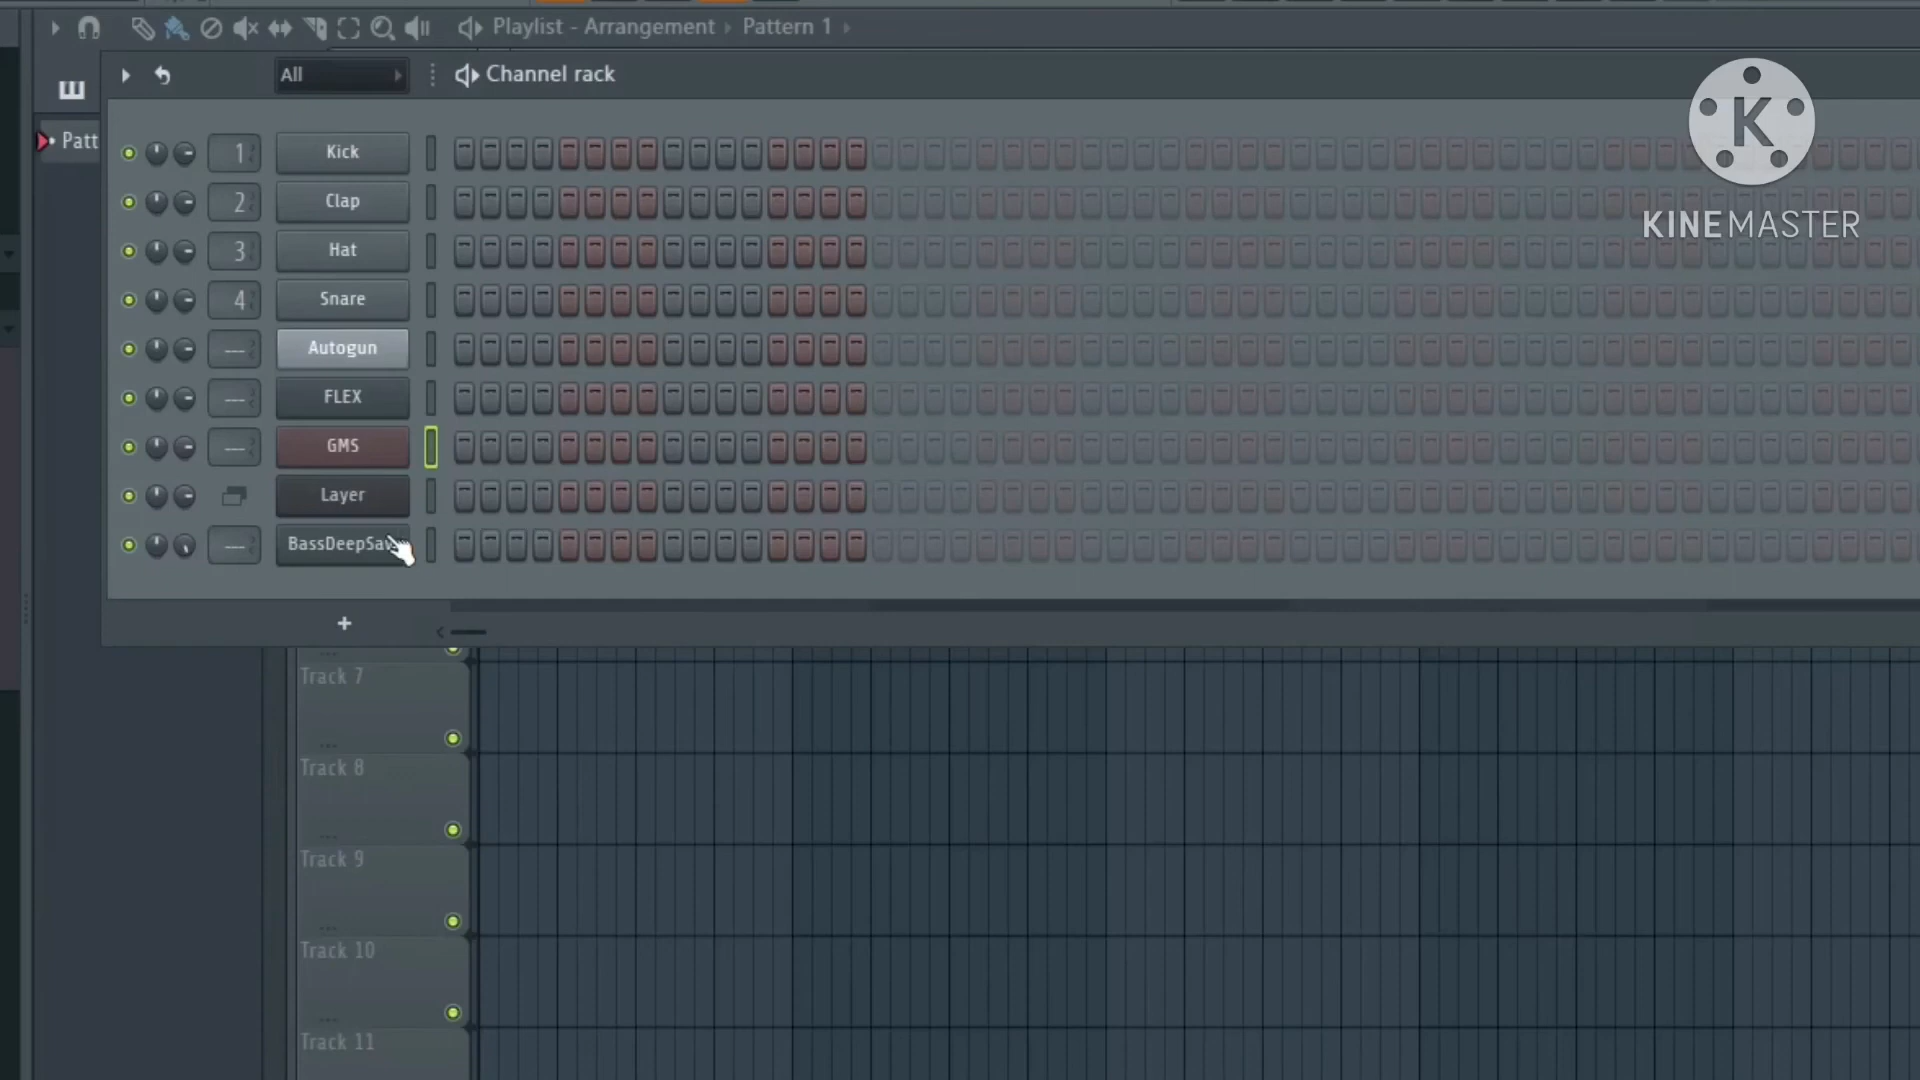 Playlist - Arrangement › Pattern 1 ›
All
Channel rack
K
KINEMASTER
Patt
1 Kick
2 Clap
3 Hat
4 Snare
--- Autogun
--- FLEX
--- GMS
Layer
--- BassDeepSav
+
Track 7
Track 8
Track 9
Track 10
Track 11